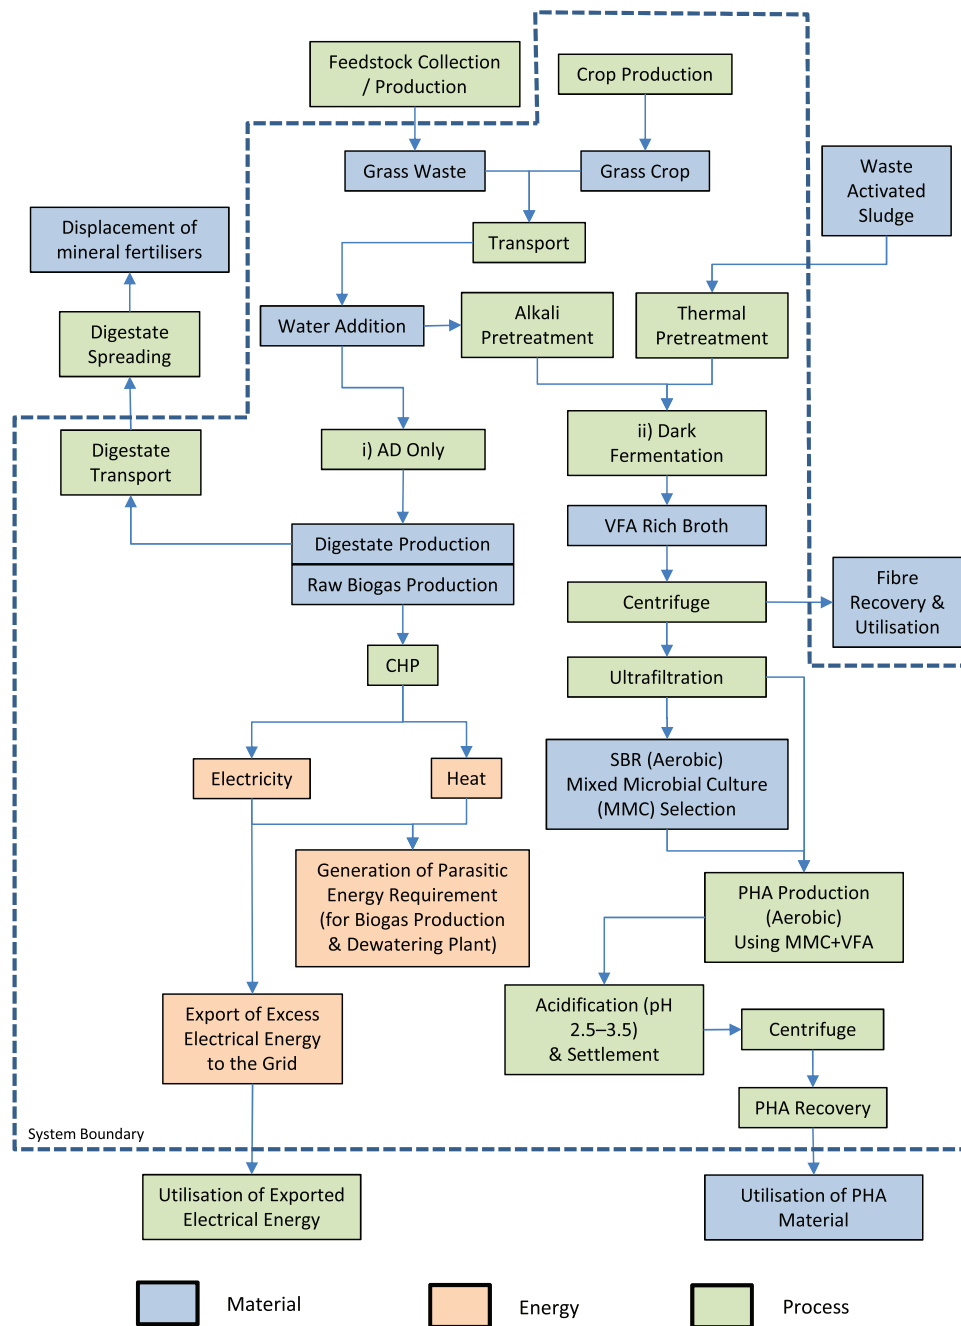 Feedstock Collection
/ Production
Crop Production
Grass Waste
Grass Crop
Waste
Activated
Sludge
Displacement of
mineral fertilisers
Transport
Digestate
Spreading
Water Addition
Alkali
Pretreatment
Thermal
Pretreatment
Digestate
Transport
i) AD Only
ii) Dark
Fermentation
Digestate Production
Raw Biogas Production
VFA Rich Broth
Centrifuge
Fibre
Recovery &
Utilisation
CHP
Ultrafiltration
Electricity
Heat
SBR (Aerobic)
Mixed Microbial Culture
(MMC) Selection
Generation of Parasitic
Energy Requirement
(for Biogas Production
& Dewatering Plant)
PHA Production
(Aerobic)
Using MMC+VFA
Export of Excess
Electrical Energy
to the Grid
Acidification (pH
2.5–3.5)
& Settlement
Centrifuge
PHA Recovery
System Boundary
Utilisation of Exported
Electrical Energy
Utilisation of PHA
Material
Material
Energy
Process